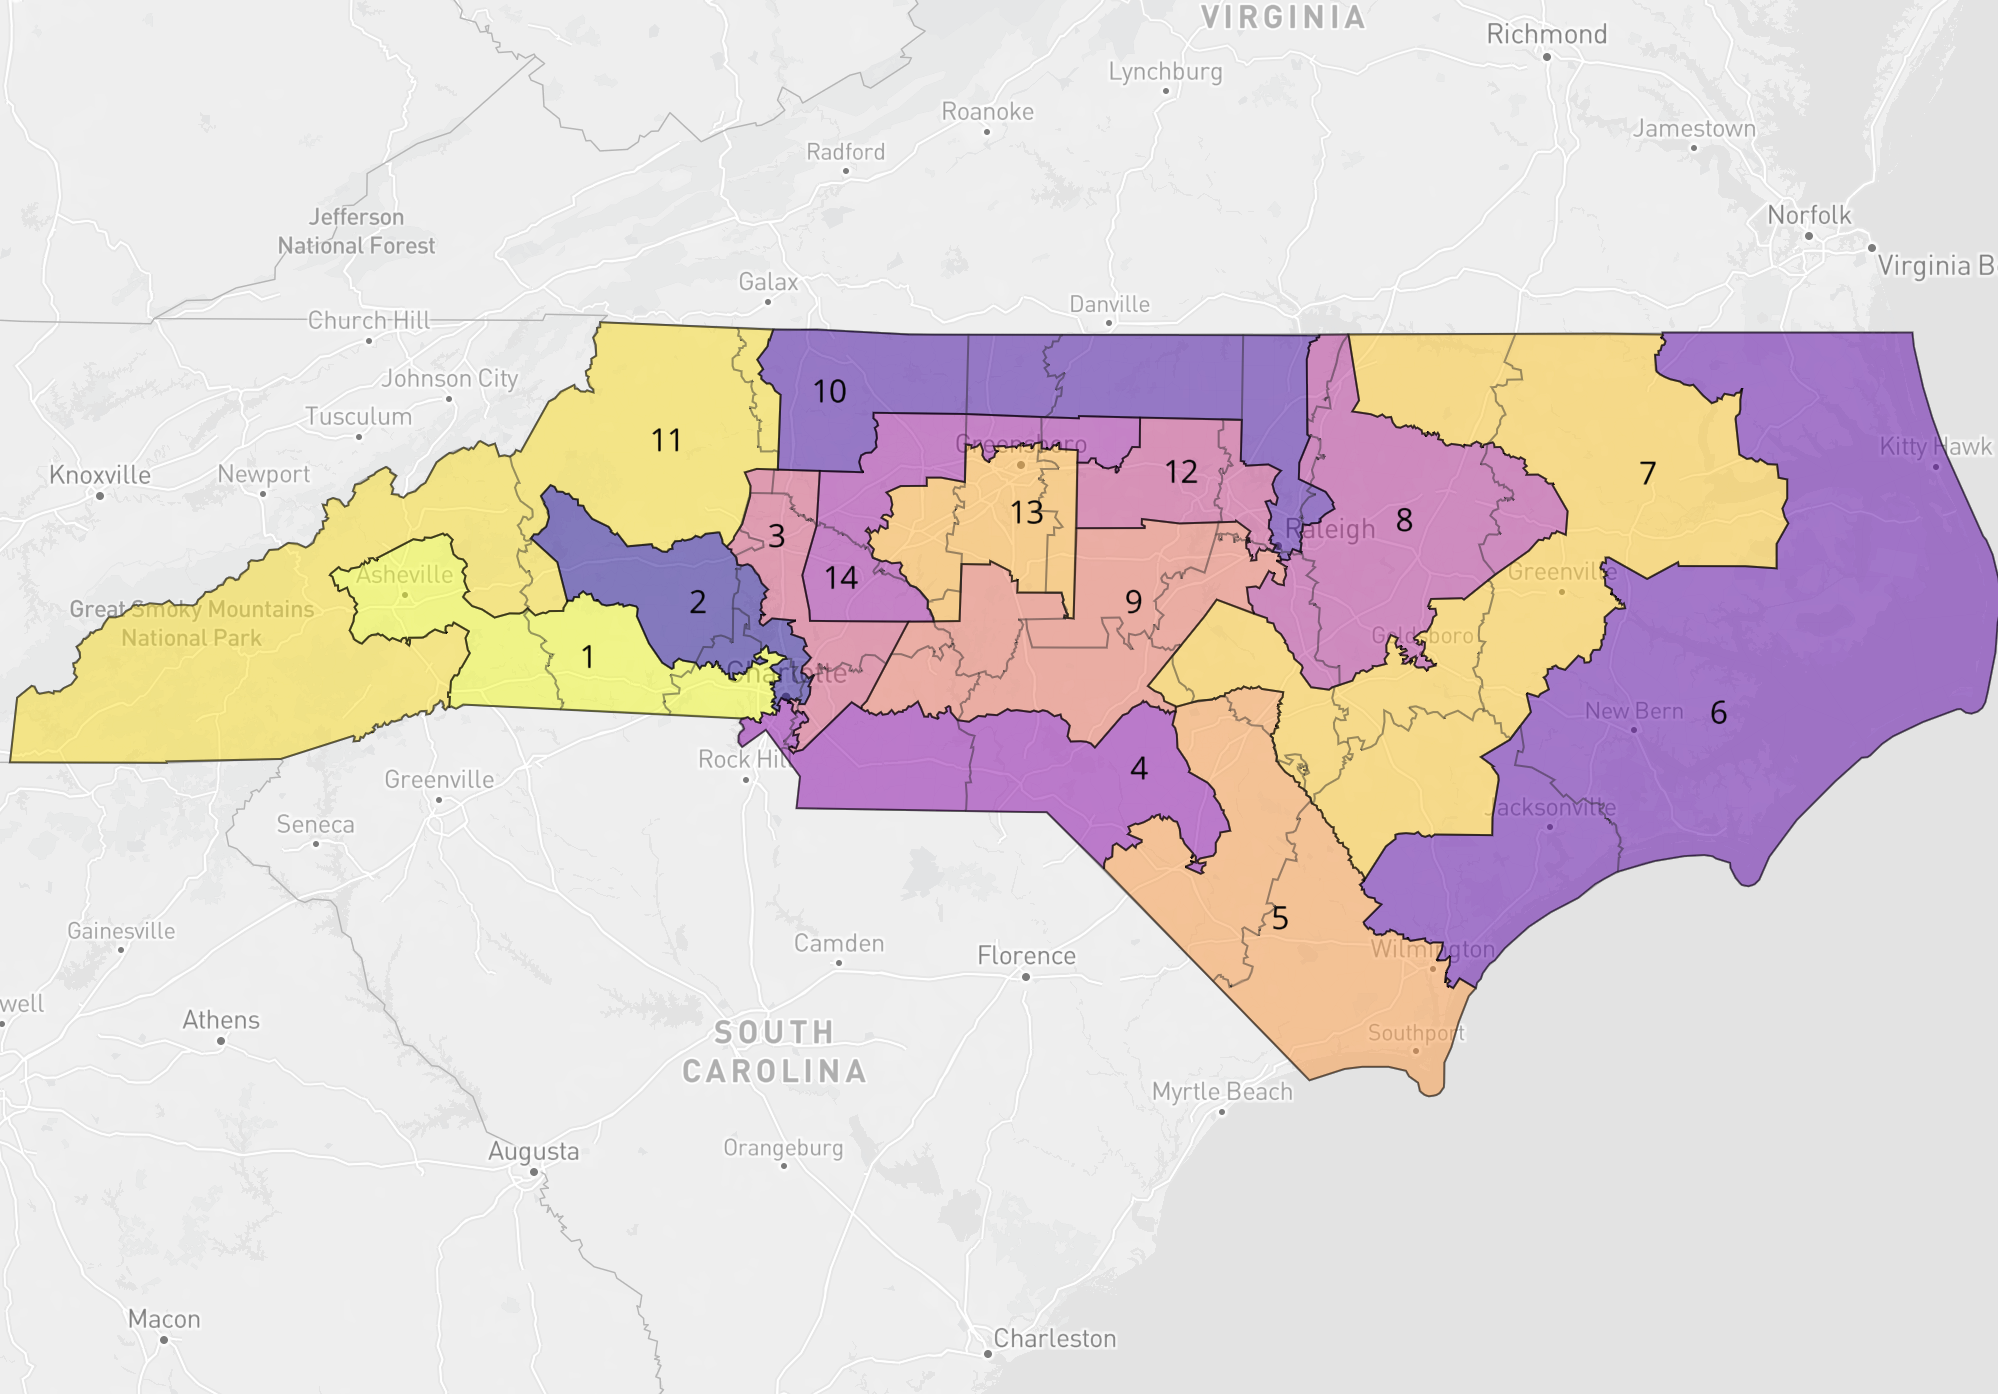 VIRGINIA
Richmond
Lynchburg
Roanoke
Jamestown
Radford
Jefferson
National Forest
Norfolk
Virginia B
Galax
Danville
Church Hill
Johnson City
10
Tusculum
11
Greensboro
Kitty Hawk
Knoxville
Newport
12
7
13
8
Raleigh
3
Asheville
14
Greenville
2
9
Great Smoky Mountains
National Park
Goldsboro
1
Charlotte
New Bern
6
Rock Hill
4
Greenville
Jacksonville
Seneca
5
Gainesville
Camden
Florence
Wilmington
well
Athens
SOUTH
CAROLINA
Southport
Myrtle Beach
Augusta
Orangeburg
Macon
Charleston